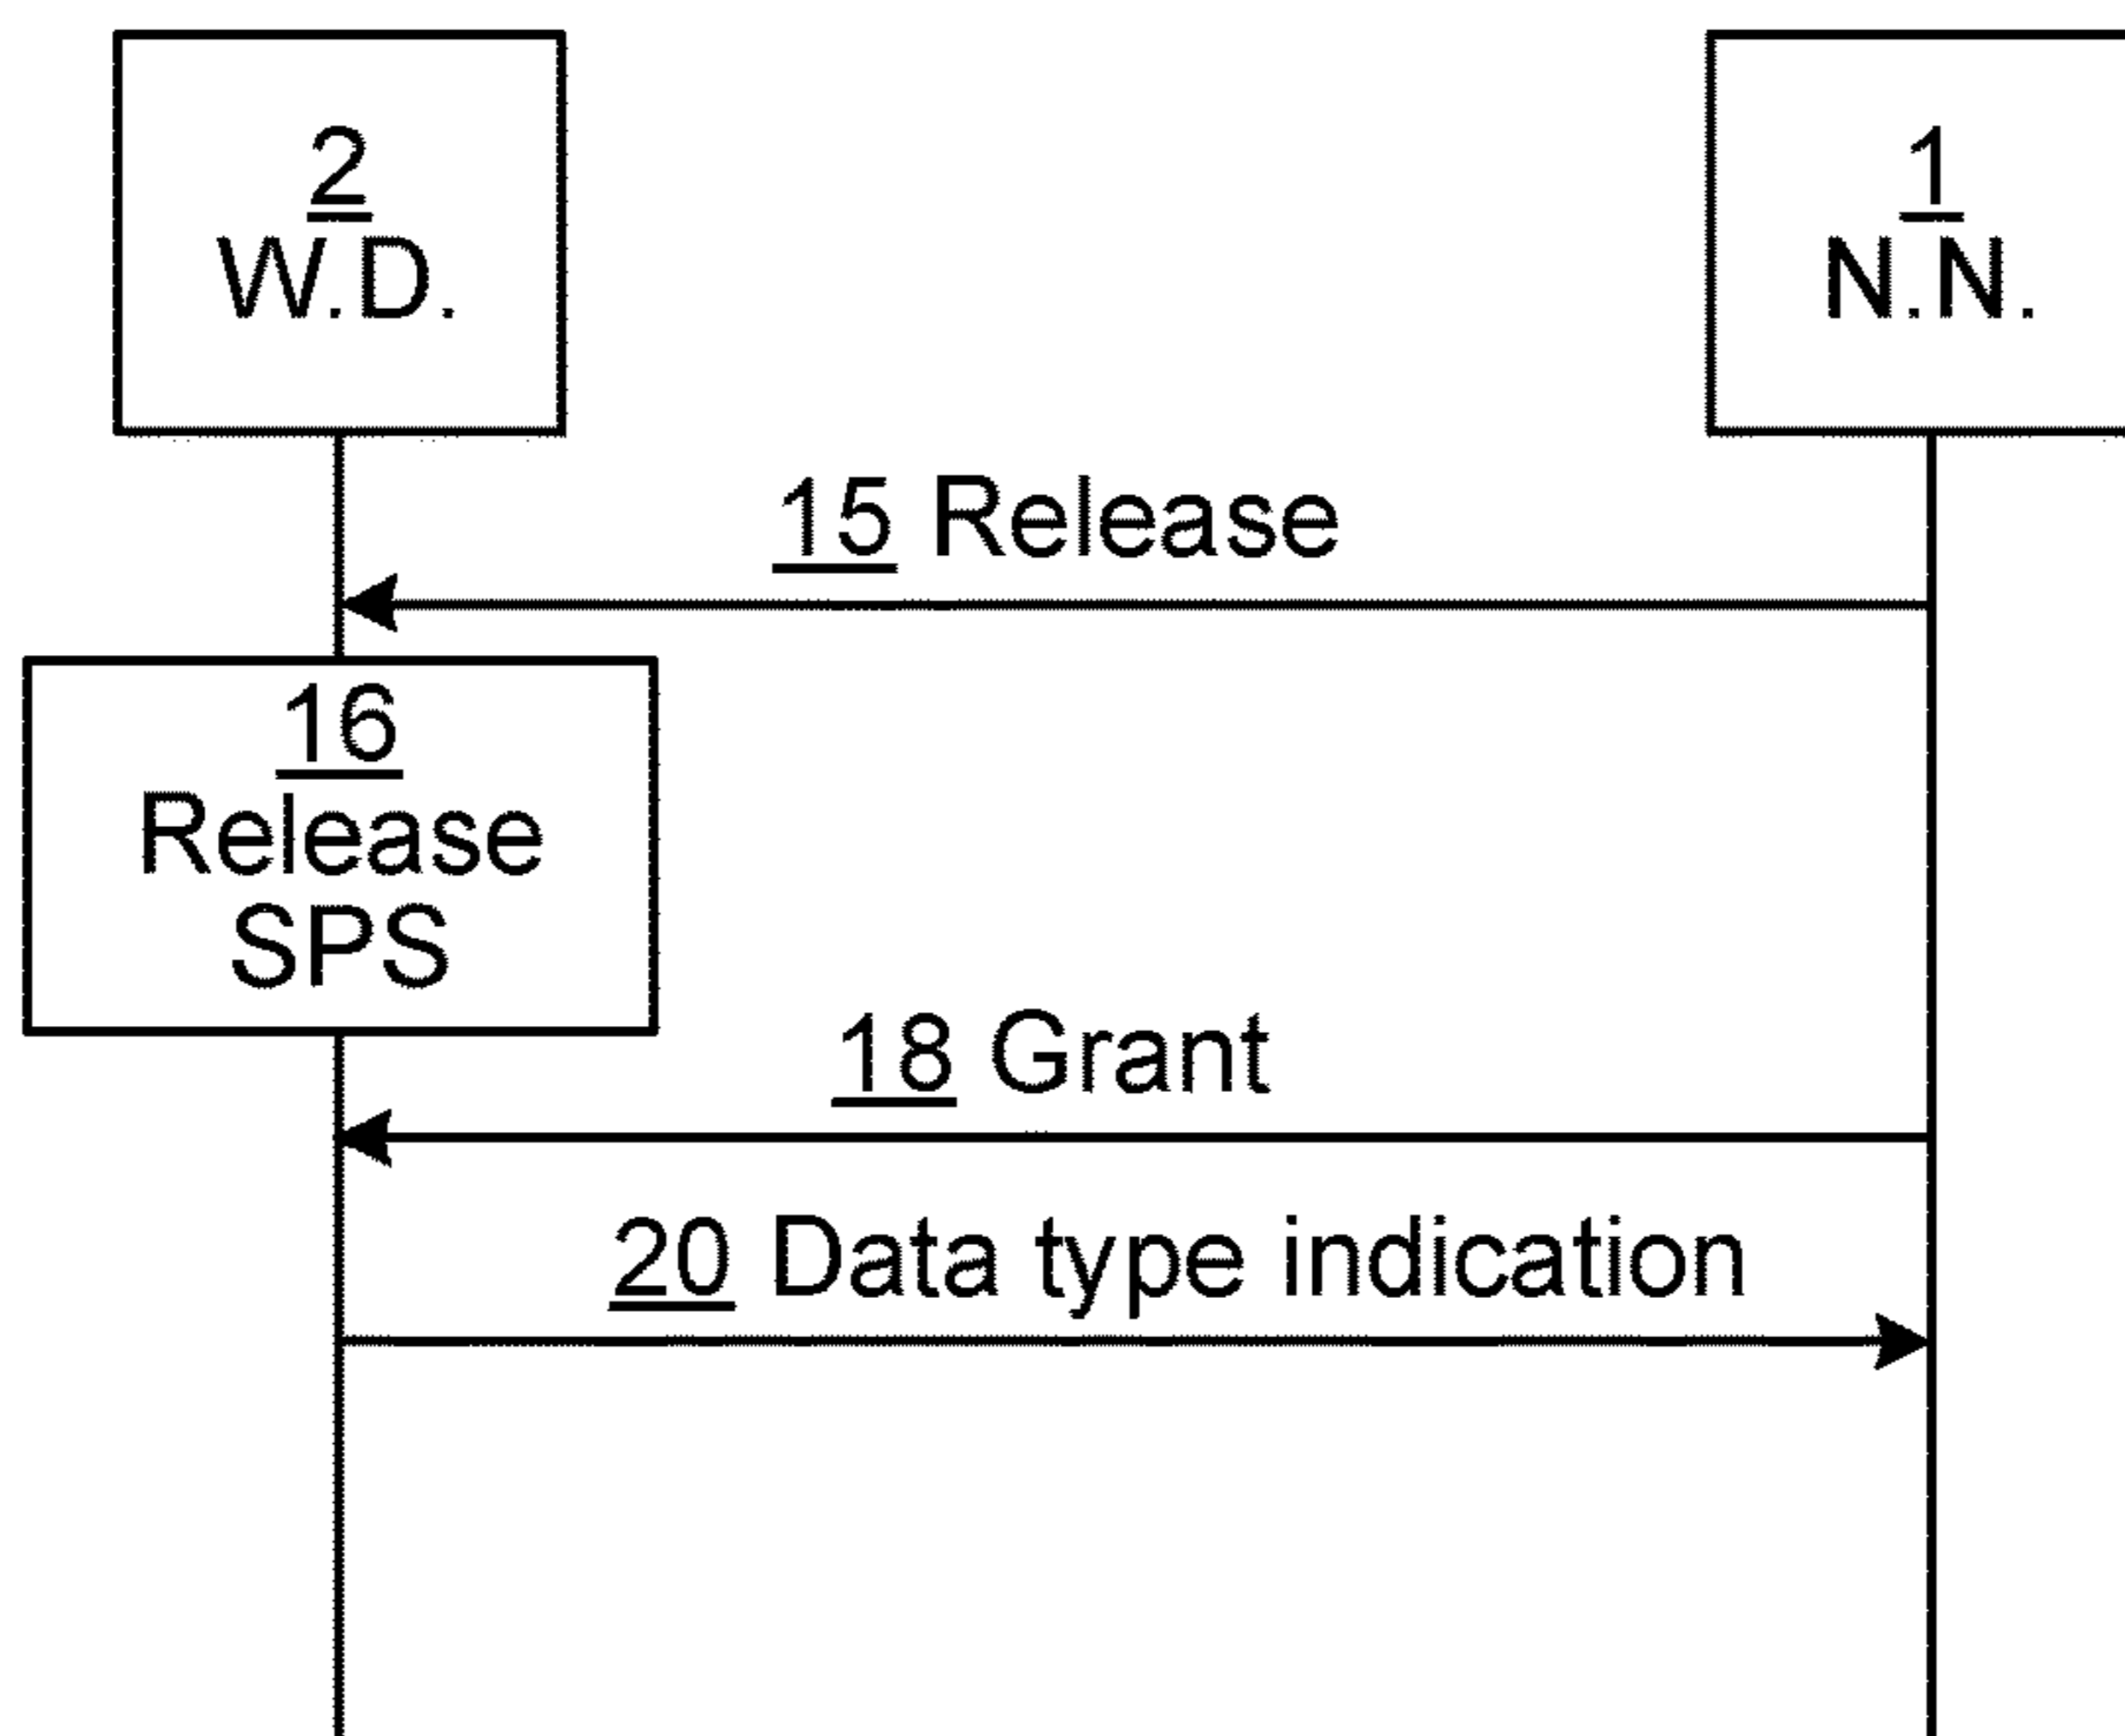 2
W.D.
1
N.N.
15 Release
16
Release
SPS
18 Grant
20 Data type indication